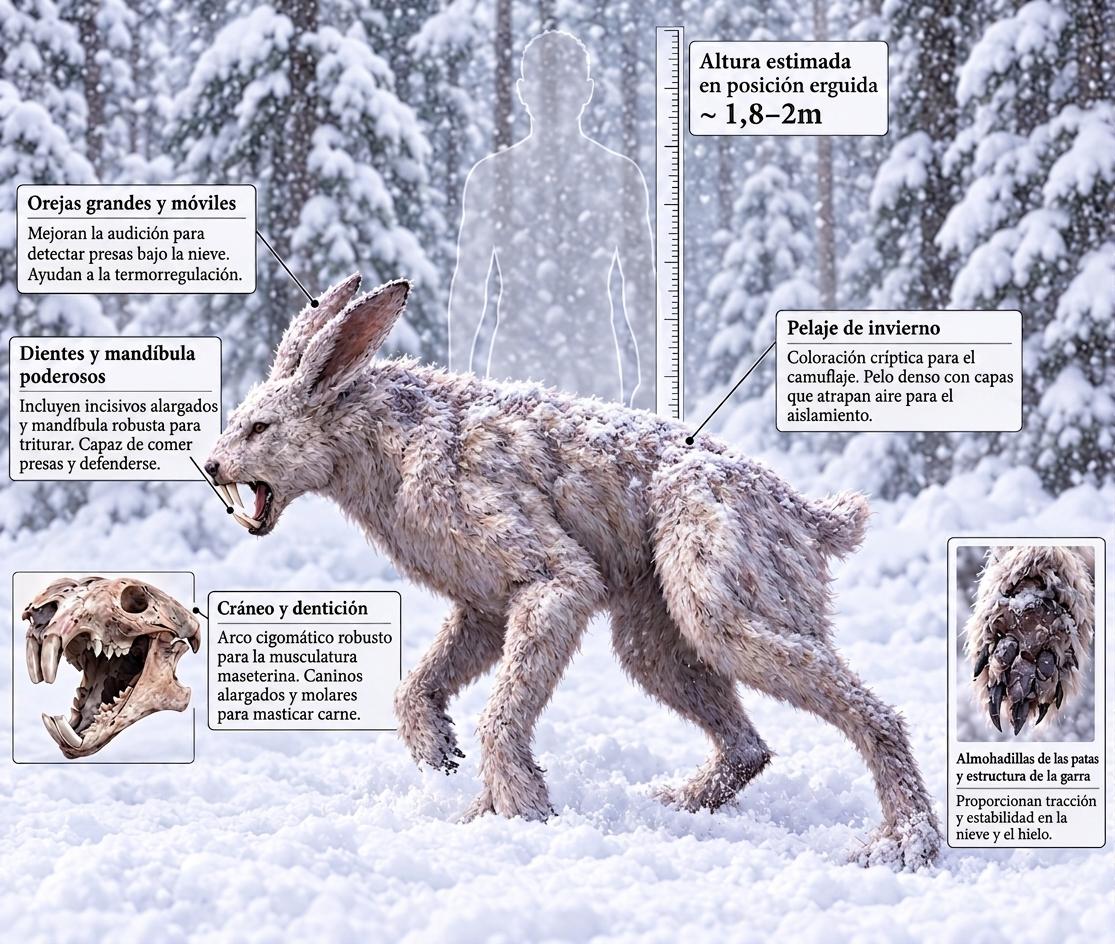 Altura estimada
en posición erguida
~ 1,8–2m
Orejas grandes y móviles
Mejoran la audición para
detectar presas bajo la nieve.
Ayudan a la termorregulación.
Pelaje de invierno
Coloración críptica para el
camuflaje. Pelo denso con capas
que atrapan aire para el
aislamiento.
Dientes y mandíbula
poderosos
Incluyen incisivos alargados
y mandíbula robusta para
triturar. Capaz de comer
presas y defenderse.
Cráneo y dentición
Arco cigomático robusto
para la musculatura
maseterina. Caninos
alargados y molares
para masticar carne.
Almohadillas de las patas
y estructura de la garra
Proporcionan tracción
y estabilidad en la
nieve y el hielo.